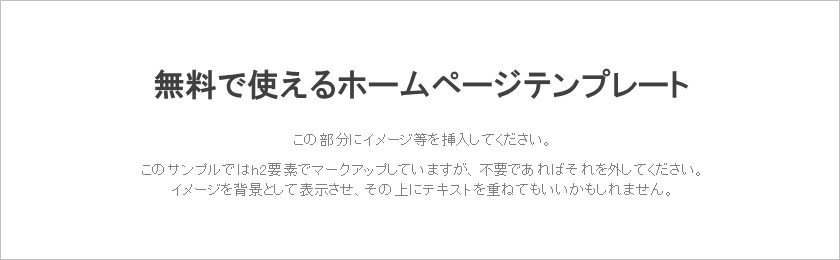 無料で使えるホームページテンプレート
この部分にイメージ等を挿入してください。
このサンプルではh2要素でマークアップしていますが、不要であればそれを外してください。
イメージを背景として表示させ、その上にテキストを重ねてもいいかもしれません。